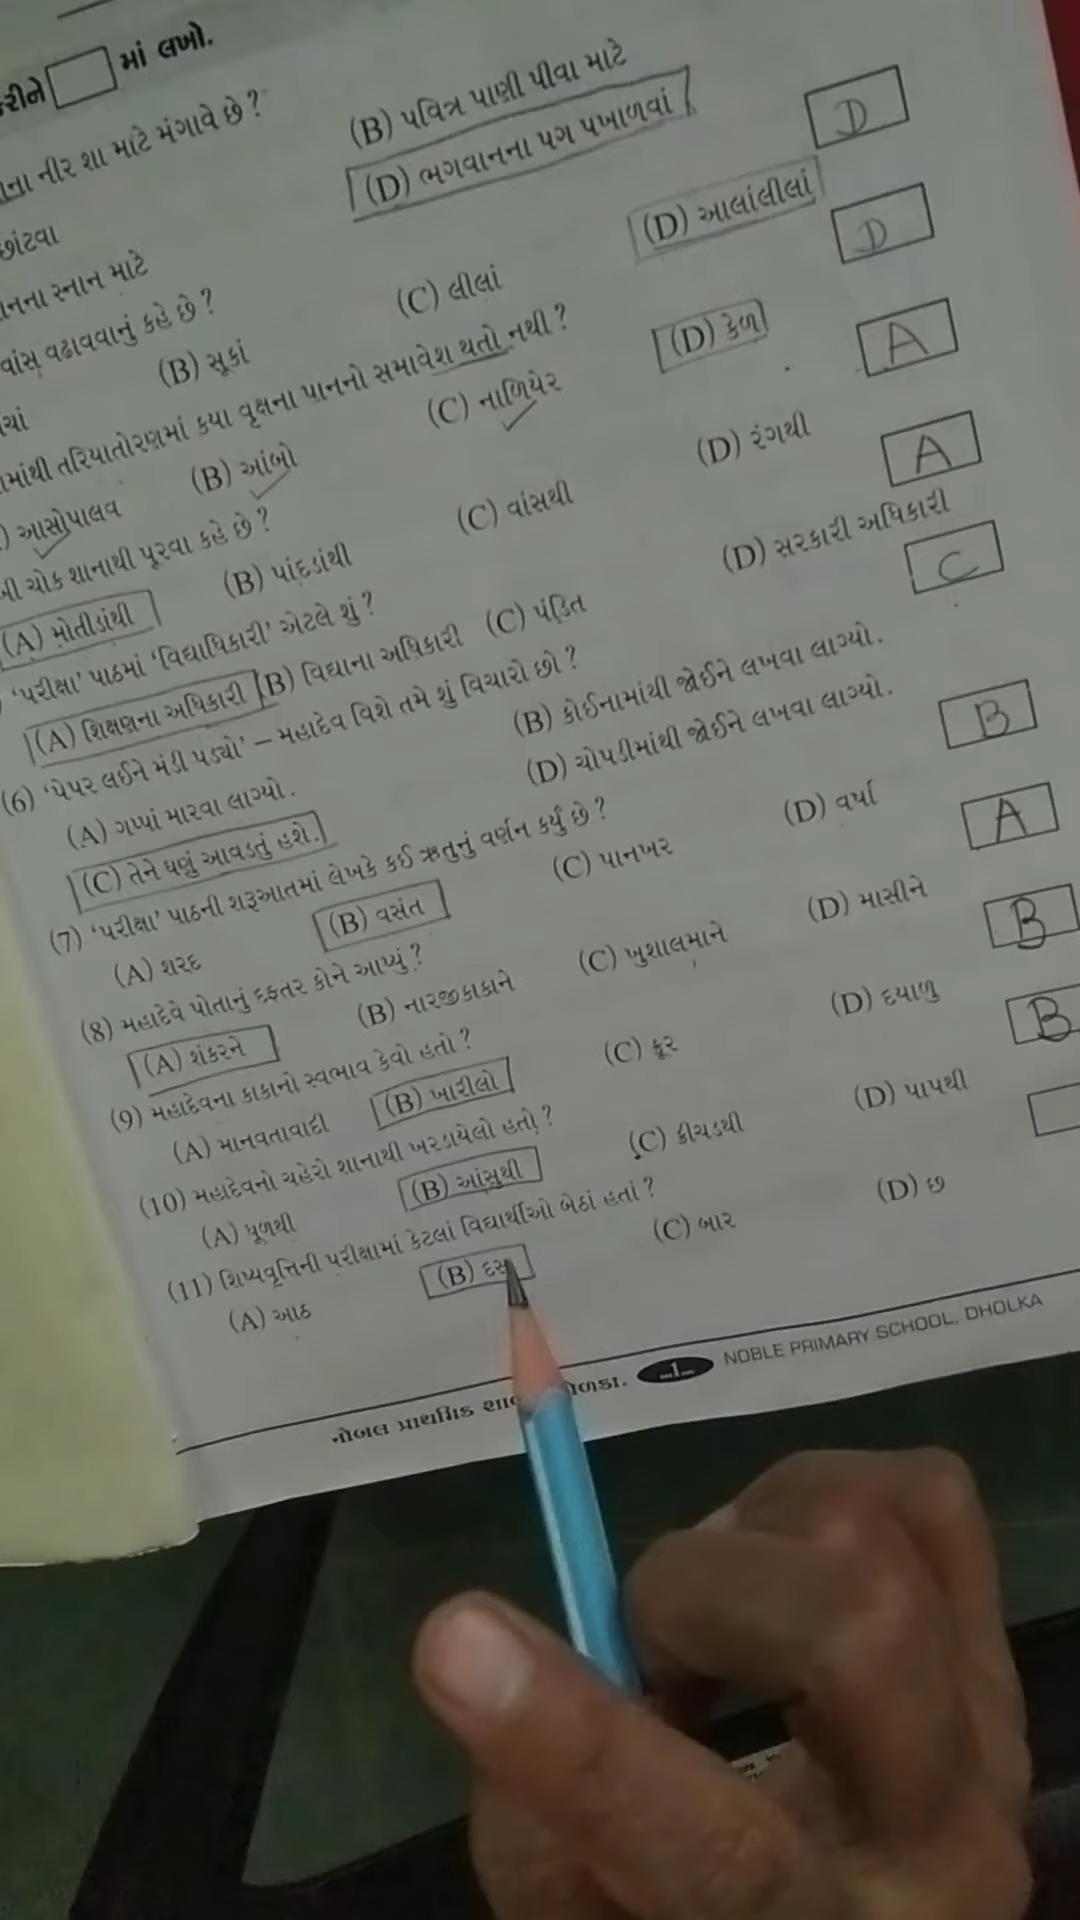 કરીને માં લખો.
ના નીર શા માટે મંગાવે છે ?
(B) પવિત્ર પાણી પીવા માટે
છાંટવા (D) ભગવાનના પગ પખાળવાં D
નના સ્નાન માટે
વાંસ વઢાવવાનું કહે છે ?
(B) સૂકાં (C) લીલાં (D) આલાંલીલાં D
માંથી તરિયાતોરણમાં કયા વૃક્ષના પાનનો સમાવેશ થતો નથી ?
) આસોપાલવ (B) આંબો (C) નાળિયેર (D) કેળ A
ચોક શાનાથી પૂરવા કહે છે ?
(A) મોતીડાંથી (B) પાંદડાંથી (C) વાંસથી (D) રંગથી A
'પરીક્ષા' પાઠમાં 'વિદ્યાધિકારી' એટલે શું ?
(A) શિક્ષણના અધિકારી (B) વિદ્યાના અધિકારી (C) પંડિત (D) સરકારી અધિકારી
(6) 'પેપર લઈને મંડી પડ્યો' – મહાદેવ વિશે તમે શું વિચારો છો ? C
(A) ગપ્પાં મારવા લાગ્યો. (B) કોઈનામાંથી જોઈને લખવા લાગ્યો.
(C) તેને ઘણું આવડતું હશે. (D) ચોપડીમાંથી જોઈને લખવા લાગ્યો.
(7) 'પરીક્ષા' પાઠની શરૂઆતમાં લેખકે કઈ ઋતુનું વર્ણન કર્યું છે ? B
(A) શરદ (B) વસંત (C) પાનખર (D) વર્ષા
(8) મહાદેવે પોતાનું દફતર કોને આપ્યું ? A
(A) શંકરને (B) નારજીકાકાને (C) ખુશાલમાને (D) માસીને
(9) મહાદેવના કાકાનો સ્વભાવ કેવો હતો ? B
(A) માનવતાવાદી (B) ખારીલો (C) ક્રૂર (D) દયાળુ
(10) મહાદેવનો ચહેરો શાનાથી ખરડાયેલો હતો ? B
(A) ધૂળથી (B) આંસુથી (C) કીચડથી (D) પાપથી
(11) શિષ્યવૃત્તિની પરીક્ષામાં કેટલાં વિદ્યાર્થીઓ બેઠાં હતાં ?
(A) આઠ (B) દસ (C) બાર (D) છ
નોબલ પ્રાથમિક ...1... NOBLE PRIMARY SCHOOL, DHOLKA